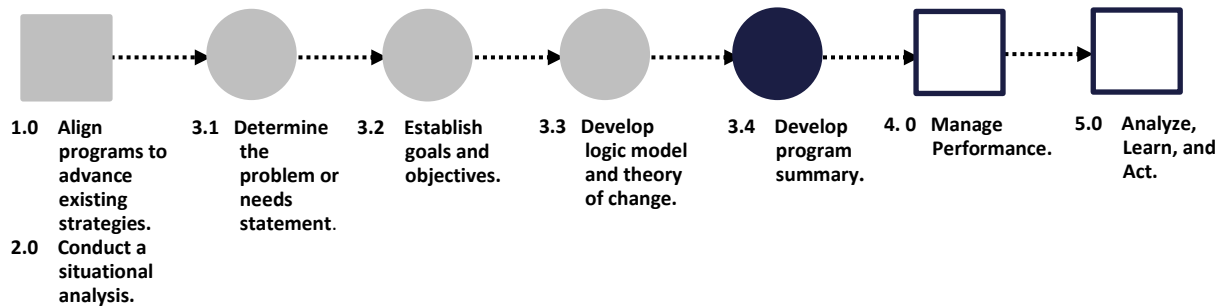 1.0 Align
programs to
advance
existing
strategies.
2.0 Conduct a
situational
analysis.
3.1 Determine
the
problem or
needs
statement.
3.2 Establish
goals and
objectives.
3.3 Develop
logic model
and theory
of change.
3.4 Develop
program
summary.
4. 0 Manage
Performance.
5.0 Analyze,
Learn, and
Act.